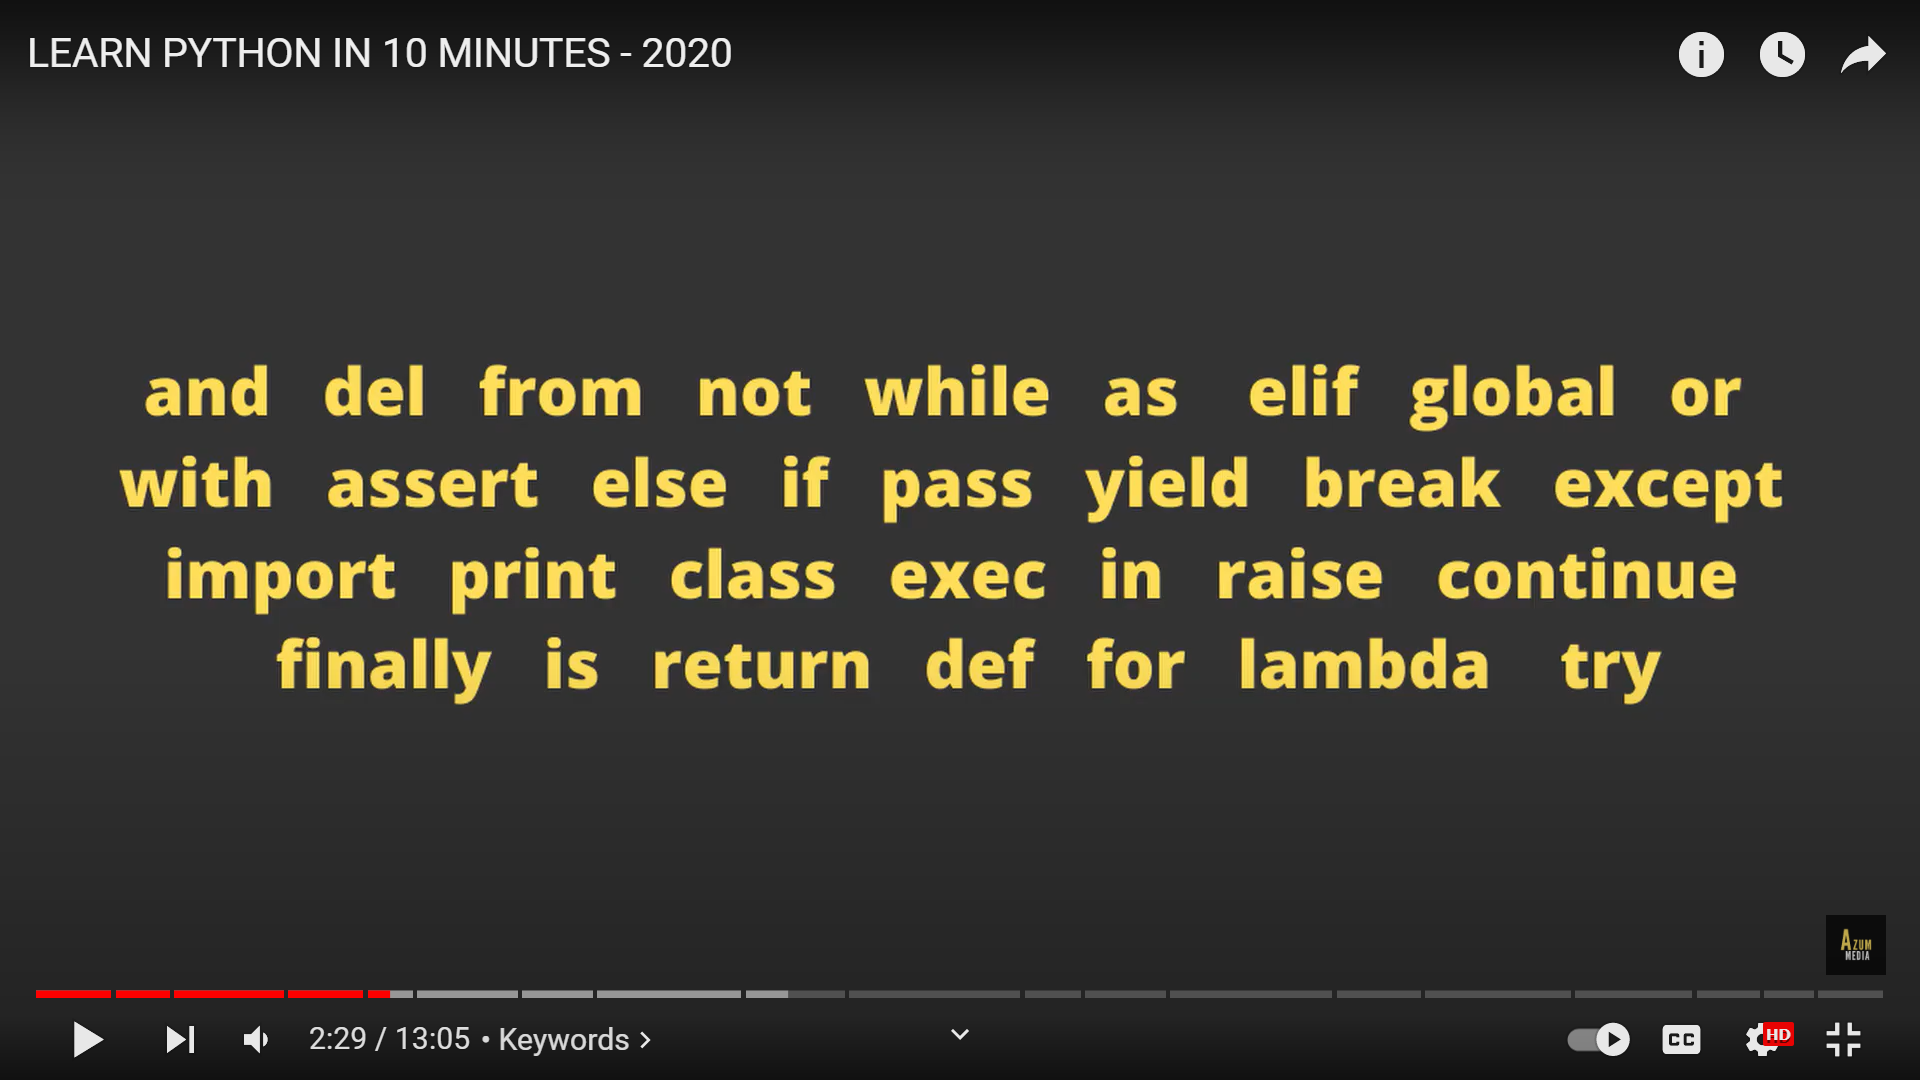 LEARN PYTHON IN 10 MINUTES - 2020
and del from not while as elif global or
with assert else if pass yield break except
import print class exec in raise continue
finally is return def for lambda try
AZUM
MEDIA
2:29 / 13:05 • Keywords
CC
HD